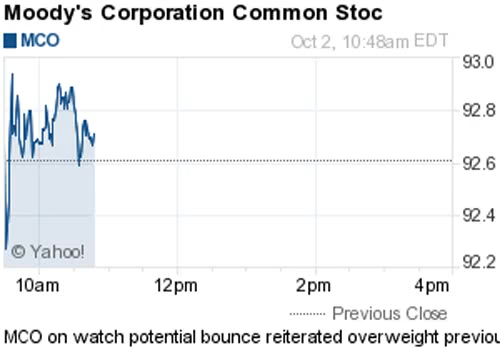 Moody's Corporation Common Stoc
MCO
Oct 2, 10:48am EDT
93.0
92.8
92.6
92.4
92.2
© Yahoo!
10am 12pm 2pm 4pm
Previous Close
MCO on watch potential bounce reiterated overweight previou